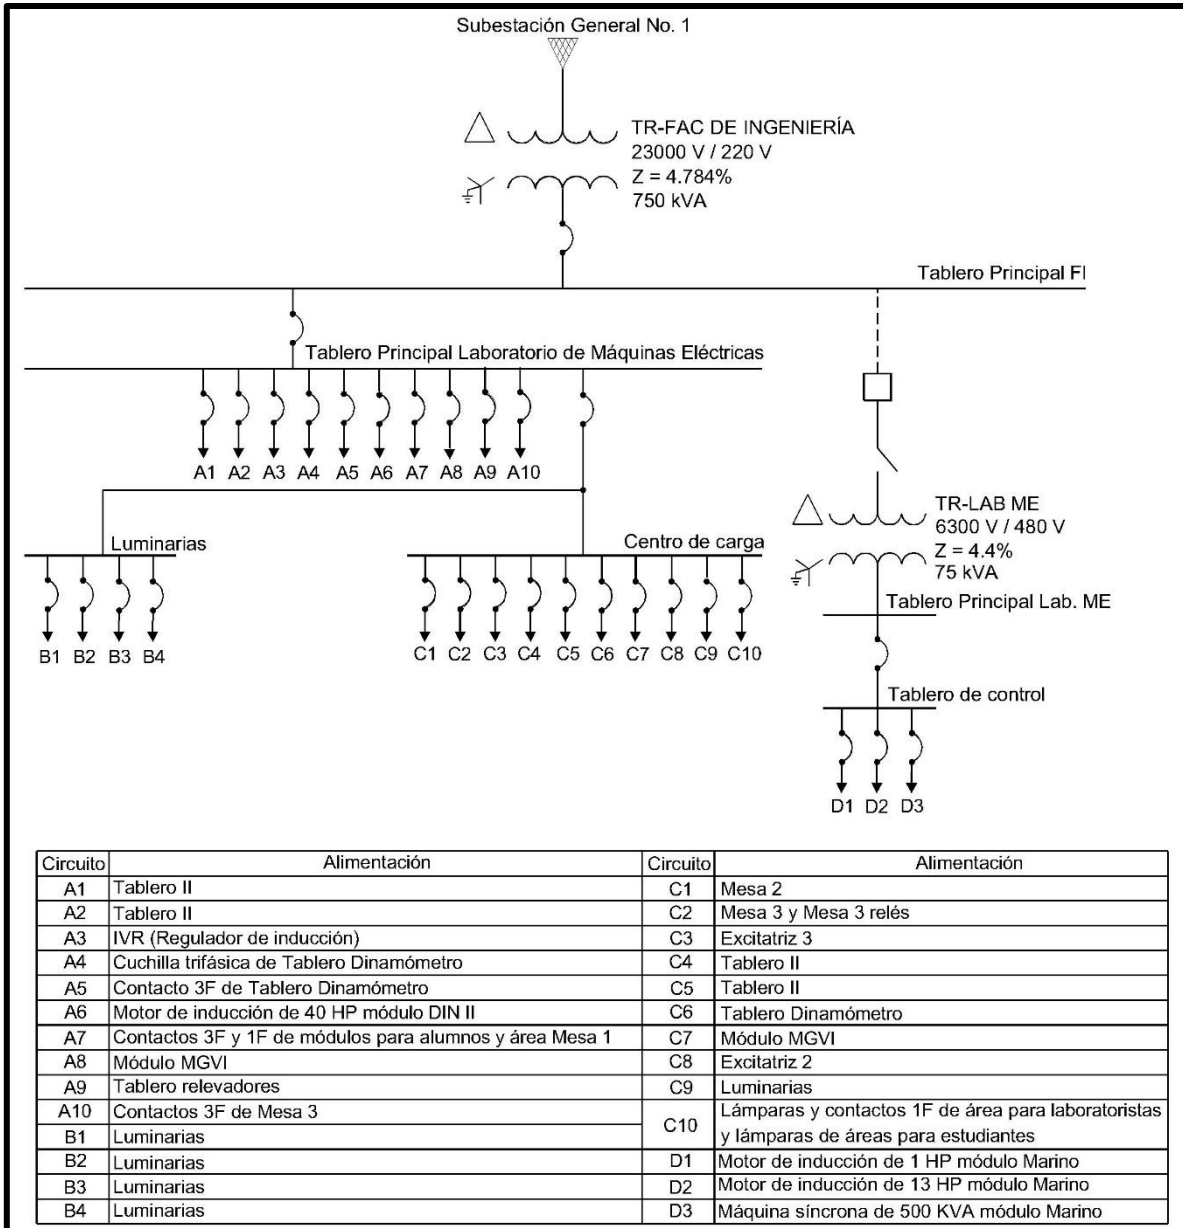 Subestación General No. 1
TR-FAC DE INGENIERÍA
23000 V / 220 V
Z = 4.784%
750 kVA
Tablero Principal FI
Tablero Principal Laboratorio de Máquinas Eléctricas
A1 A2 A3 A4 A5 A6 A7 A8 A9 A10
TR-LAB ME
6300 V / 480 V
Z = 4.4%
75 kVA
Luminarias
Centro de carga
Tablero Principal Lab. ME
B1 B2 B3 B4
C1 C2 C3 C4 C5 C6 C7 C8 C9 C10
Tablero de control
D1 D2 D3
Circuito Alimentación Circuito Alimentación
A1 Tablero II C1 Mesa 2
A2 Tablero II C2 Mesa 3 y Mesa 3 relés
A3 IVR (Regulador de inducción) C3 Excitatriz 3
A4 Cuchilla trifásica de Tablero Dinamómetro C4 Tablero II
A5 Contacto 3F de Tablero Dinamómetro C5 Tablero II
A6 Motor de inducción de 40 HP módulo DIN II C6 Tablero Dinamómetro
A7 Contactos 3F y 1F de módulos para alumnos y área Mesa 1 C7 Módulo MGVI
A8 Módulo MGVI C8 Excitatriz 2
A9 Tablero relevadores C9 Luminarias
A10 Contactos 3F de Mesa 3 C10 Lámparas y contactos 1F de área para laboratoristas
B1 Luminarias y lámparas de áreas para estudiantes
B2 Luminarias D1 Motor de inducción de 1 HP módulo Marino
B3 Luminarias D2 Motor de inducción de 13 HP módulo Marino
B4 Luminarias D3 Máquina síncrona de 500 KVA módulo Marino